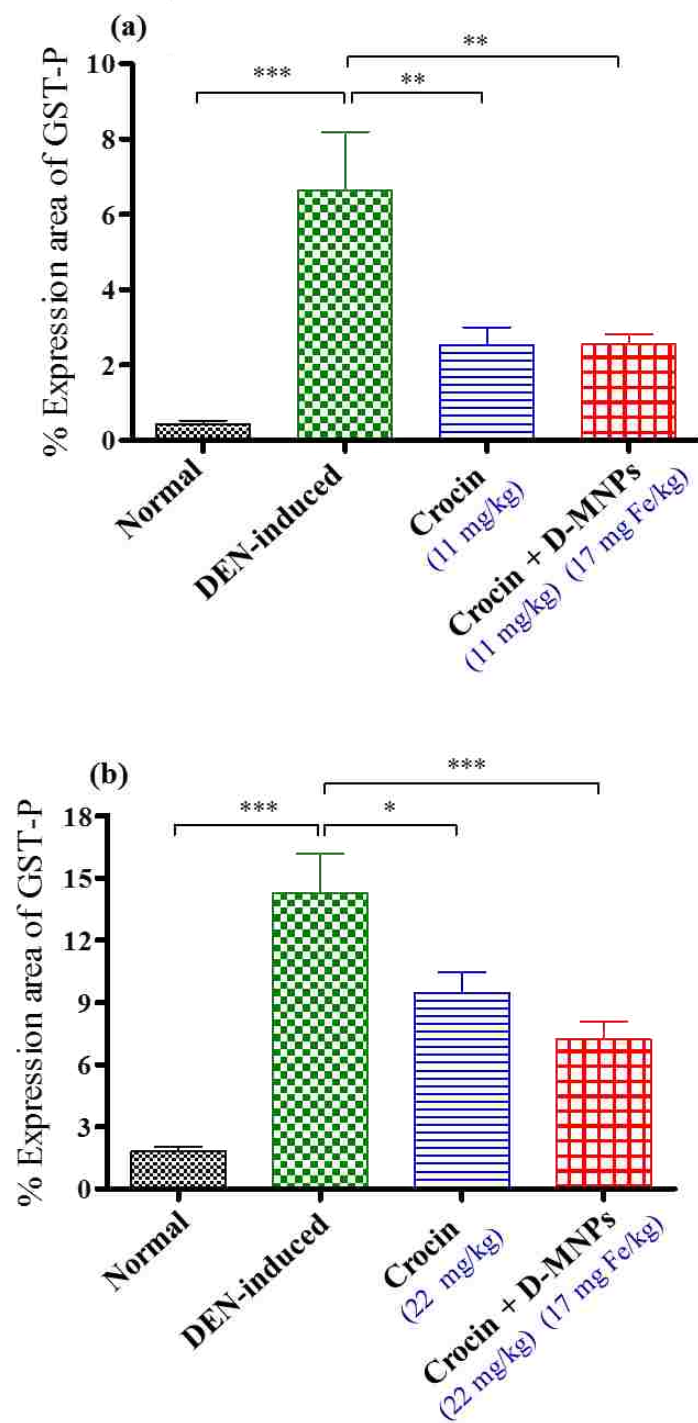 (a)
**
*** **
% Expression area of GST-P
10
8
6
4
2
0
Normal
DEN-induced
Crocin
(11 mg/kg)
Crocin + D-MNPs
(11 mg/kg) (17 mg Fe/kg)
(b)
***
*** *
% Expression area of GST-P
18
15
12
9
6
3
0
Normal
DEN-induced
Crocin
(22 mg/kg)
Crocin + D-MNPs
(22 mg/kg) (17 mg Fe/kg)